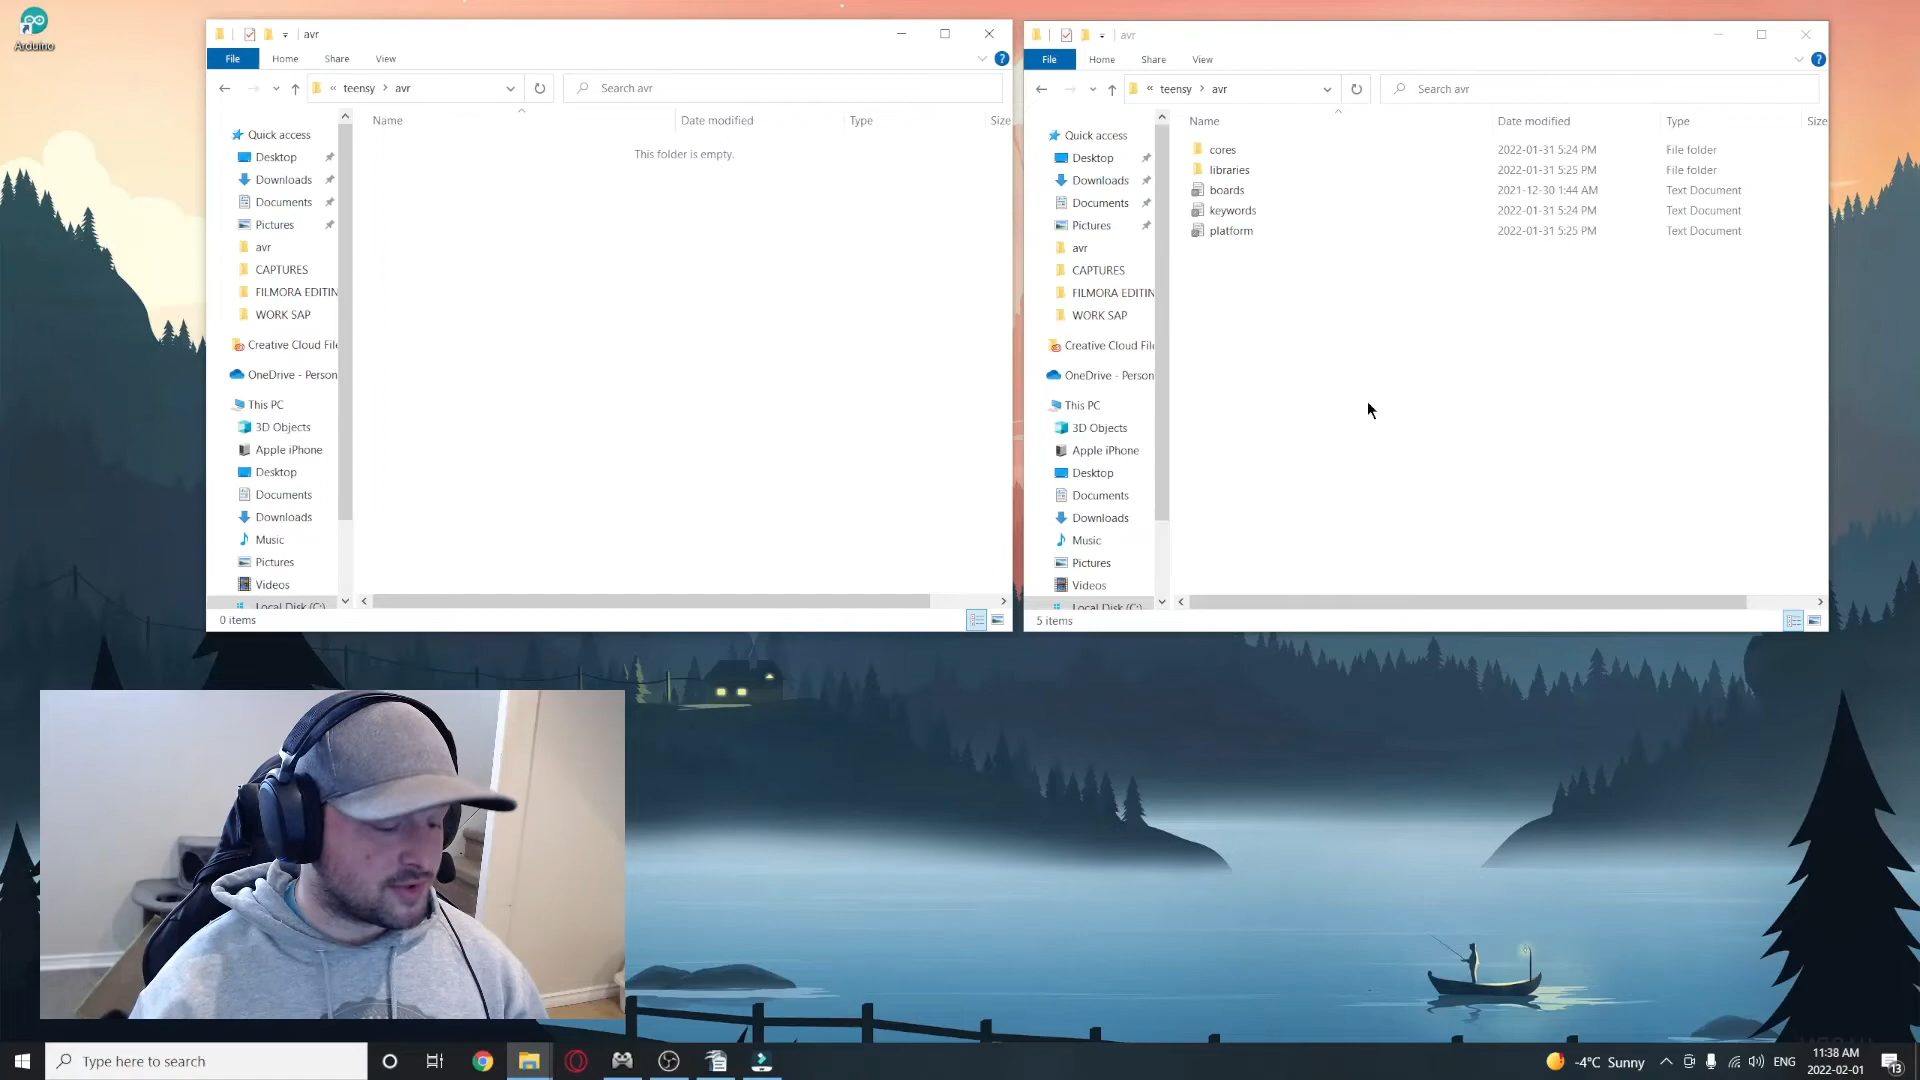 Arduino
avr
File Home Share View
« teensy > avr
Search avr
Name Date modified Type Size
This folder is empty.
Quick access
Desktop
Downloads
Documents
Pictures
avr
CAPTURES
FILMORA EDITIN
WORK SAP
Creative Cloud File
OneDrive - Person
This PC
3D Objects
Apple iPhone
Desktop
Documents
Downloads
Music
Pictures
Videos
Local Disk (C:)
0 items
avr
File Home Share View
« teensy > avr
Search avr
Name Date modified Type Size
cores 2022-01-31 5:24 PM File folder
libraries 2022-01-31 5:25 PM File folder
boards 2021-12-30 1:44 AM Text Document
keywords 2022-01-31 5:24 PM Text Document
platform 2022-01-31 5:25 PM Text Document
Quick access
Desktop
Downloads
Documents
Pictures
avr
CAPTURES
FILMORA EDITIN
WORK SAP
Creative Cloud File
OneDrive - Person
This PC
3D Objects
Apple iPhone
Desktop
Documents
Downloads
Music
Pictures
Videos
Local Disk (C:)
5 items
Type here to search
-4°C Sunny
ENG
11:38 AM
2022-02-01
13